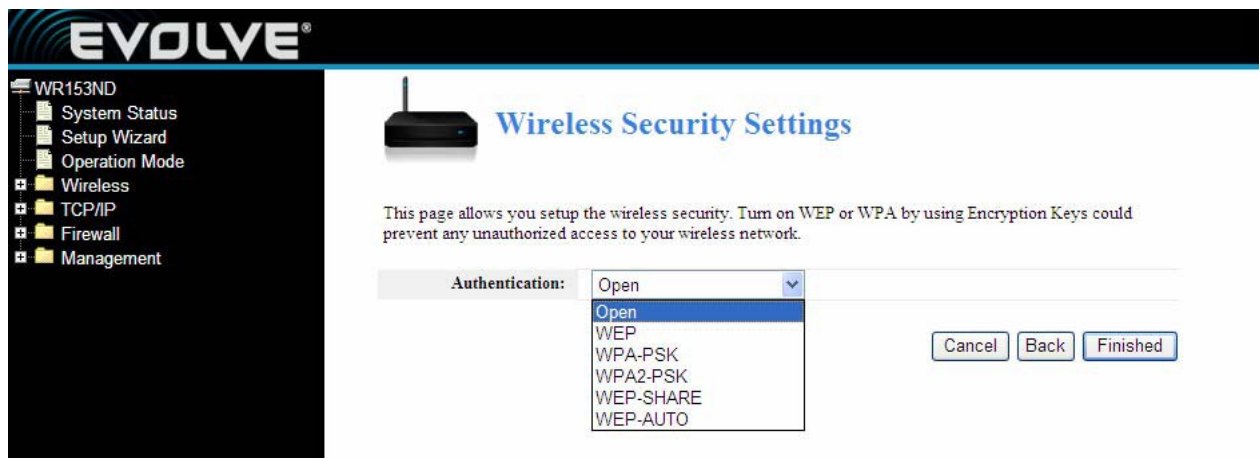 EVOLVE®
WR153ND
System Status
Setup Wizard
Operation Mode
Wireless
TCP/IP
Firewall
Management
Wireless Security Settings
This page allows you setup the wireless security. Turn on WEP or WPA by using Encryption Keys could
prevent any unauthorized access to your wireless network.
Authentication: Open
Open
WEP
WPA-PSK
WPA2-PSK
WEP-SHARE
WEP-AUTO
Cancel Back Finished